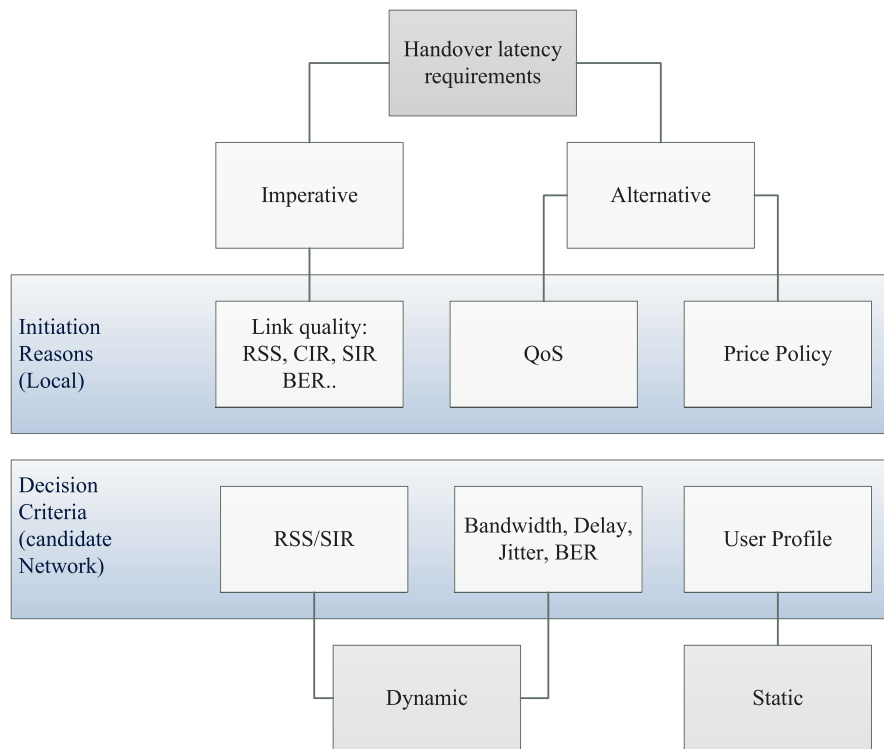 Handover latency
requirements
Imperative
Alternative
Initiation
Reasons
(Local)
Link quality:
RSS, CIR, SIR
BER..
QoS
Price Policy
Decision
Criteria
(candidate
Network)
RSS/SIR
Bandwidth, Delay,
Jitter, BER
User Profile
Dynamic
Static